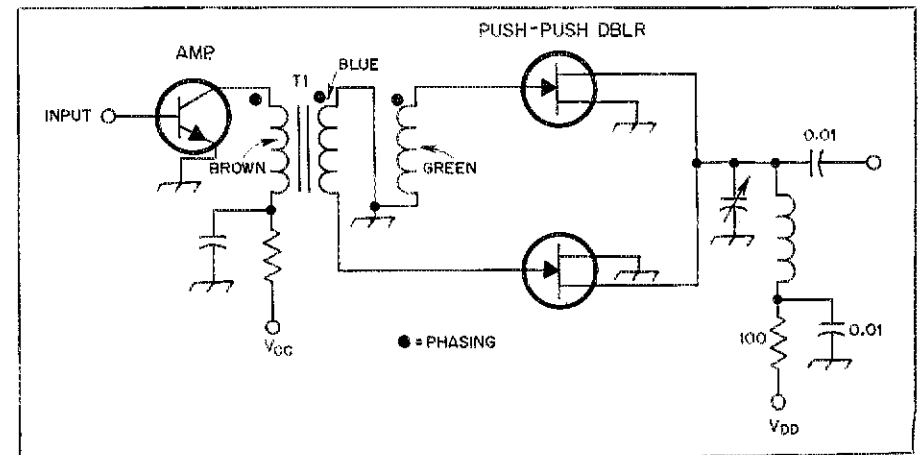 PUSH-PUSH DBLR
AMP.
T1
BLUE
INPUT
BROWN
GREEN
0.01
VCC
= PHASING
100
0.01
VDD